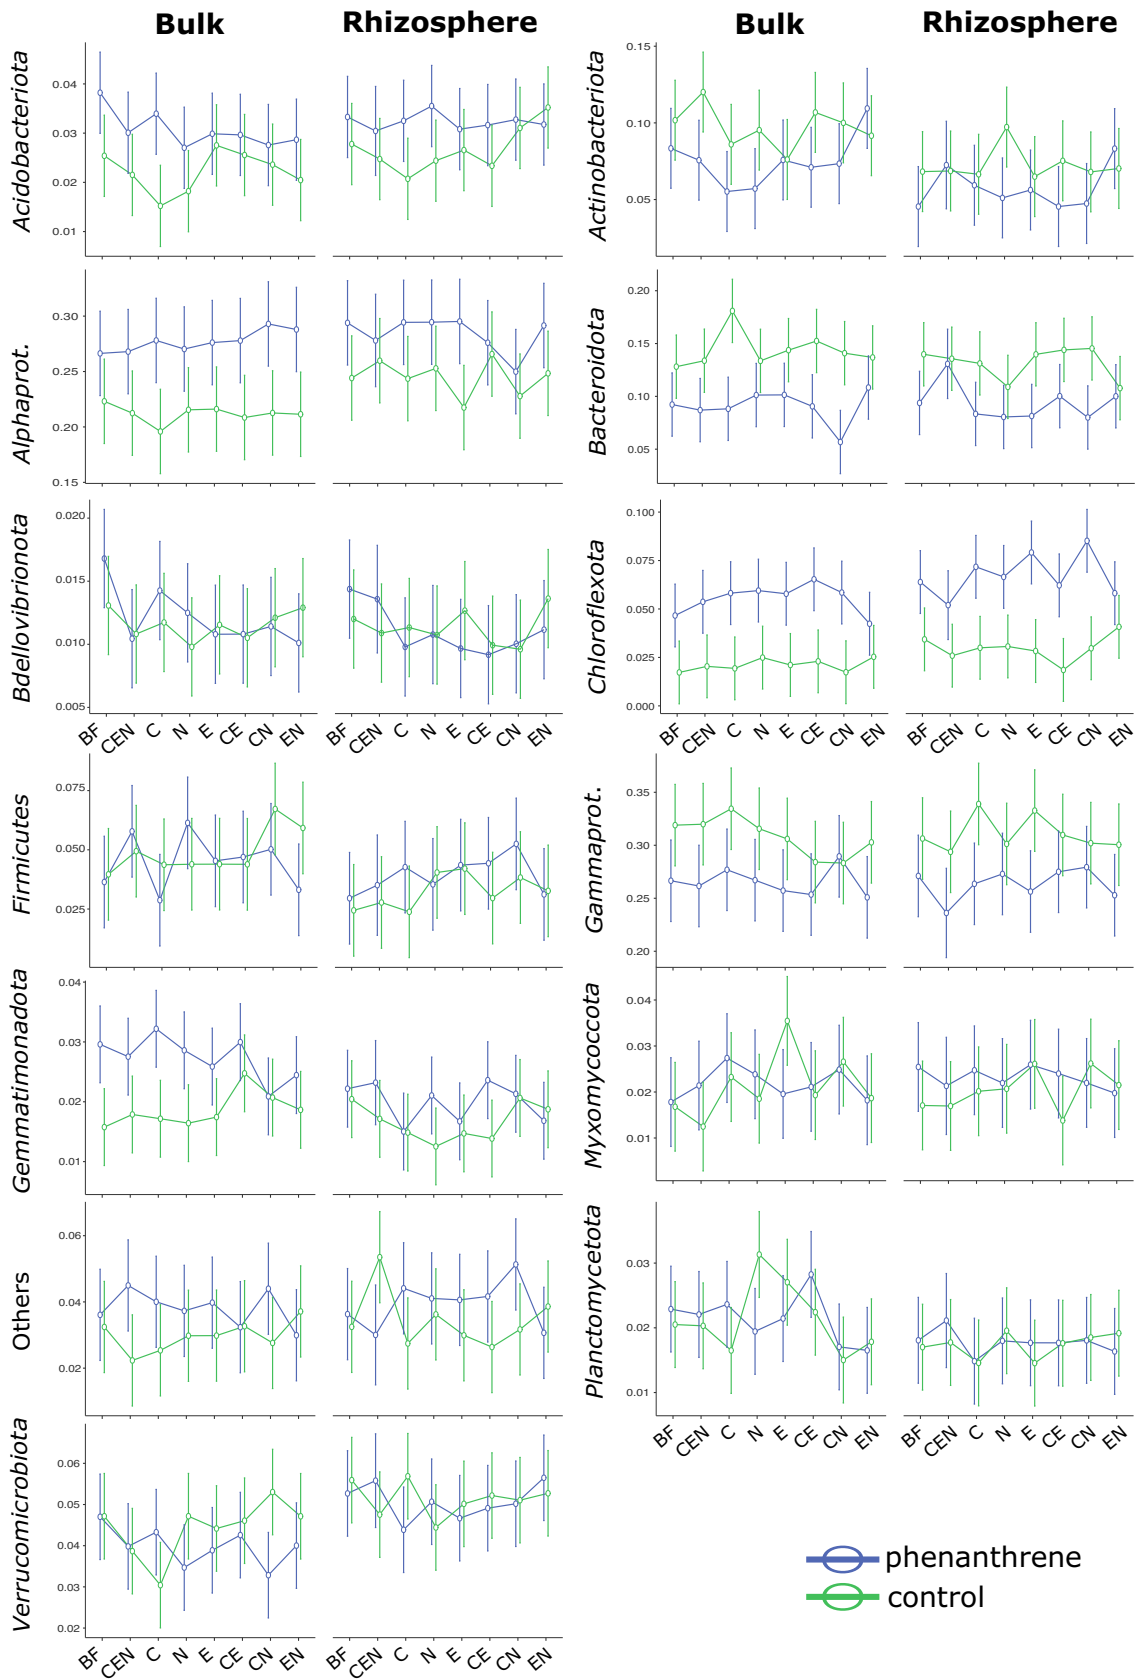 Bulk Rhizosphere Bulk Rhizosphere
Acidobacteriota
0.04
0.03
0.02
0.01
Actinobacteriota
0.15
0.10
0.05
Alphaprot.
0.30
0.25
0.20
0.15
Bacteroidota
0.20
0.15
0.10
0.05
Bdellovibrionota
0.020
0.015
0.010
0.005
BF CEN C N E CE CN EN BF CEN C N E CE CN EN
Chloroflexota
0.100
0.075
0.050
0.025
0.000
BF CEN C N E CE CN EN BF CEN C N E CE CN EN
Firmicutes
0.075
0.050
0.025
Gammaprot.
0.35
0.30
0.25
0.20
Gemmatimonadota
0.04
0.03
0.02
0.01
Myxomycoccota
0.04
0.03
0.02
0.01
Others
0.06
0.04
0.02
Planctomycetota
0.03
0.02
0.01
BF CEN C N E CE CN EN BF CEN C N E CE CN EN
Verrucomicrobiota
0.06
0.05
0.04
0.03
0.02
BF CEN C N E CE CN EN BF CEN C N E CE CN EN
phenanthrene
control